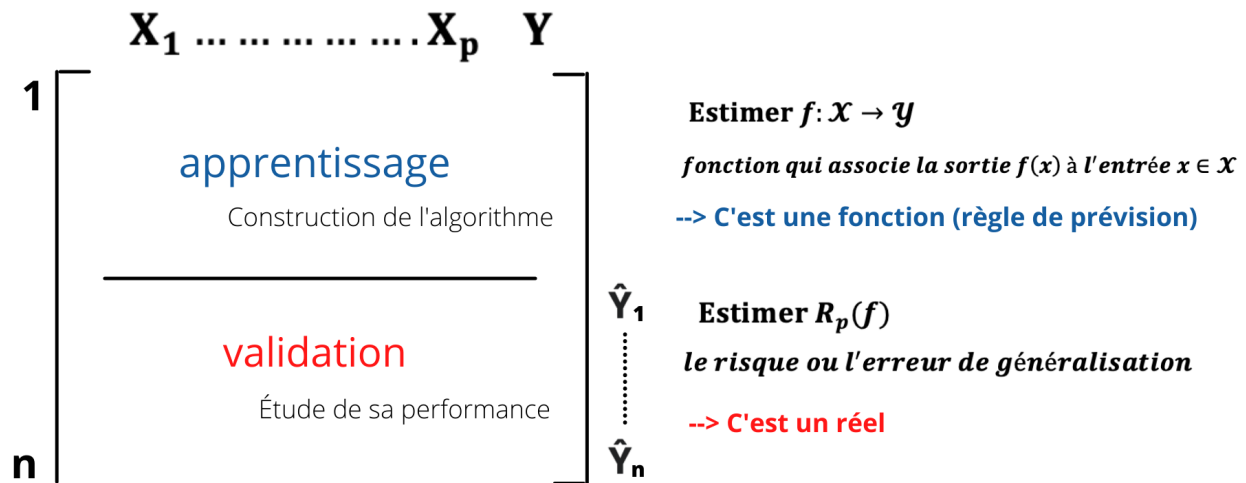 X₁ … … … … … . Xₚ Y
1
apprentissage
Construction de l'algorithme
validation
Étude de sa performance
n
Ŷ₁
Ŷₙ
Estimer f: 𝒳 → 𝒴
fonction qui associe la sortie f(x) à l'entrée x ∈ 𝒳
--> C'est une fonction (règle de prévision)
Estimer Rₚ(f)
le risque ou l'erreur de généralisation
--> C'est un réel